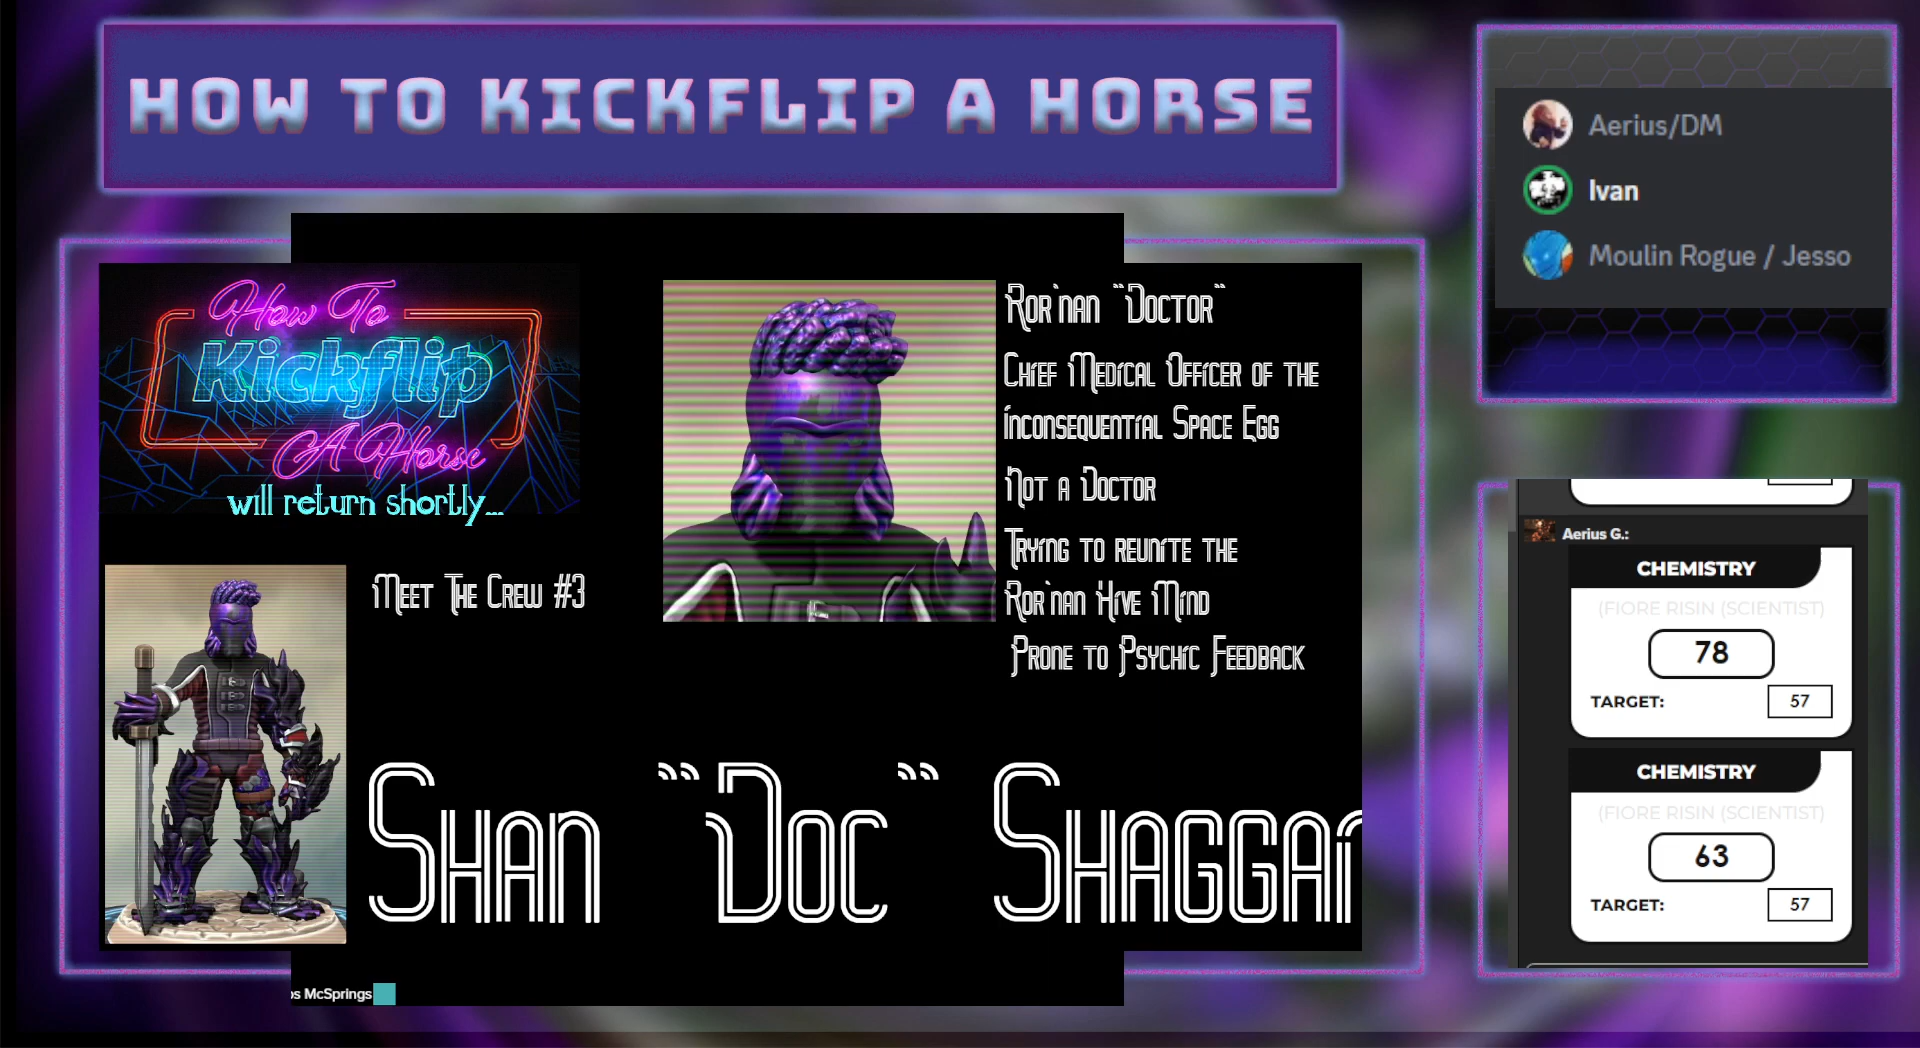 HOW TO KICKFLIP A HORSE
How To
Kickflip
A Horse
will return shortly...
Meet The Crew #3
Ror'nan "Doctor"
Chief Medical Officer of the
Inconsequential Space Egg
Not a Doctor
Trying to reunite the
Ror'nan Hive Mind
Prone to Psychic Feedback
Shan "Doc" Shaggar
os McSprings
Aerius/DM
Ivan
Moulin Rogue / Jesso
Aerius G.:
CHEMISTRY
(FIORE RISIN (SCIENTIST)
78
TARGET: 57
CHEMISTRY
(FIORE RISIN (SCIENTIST)
63
TARGET: 57